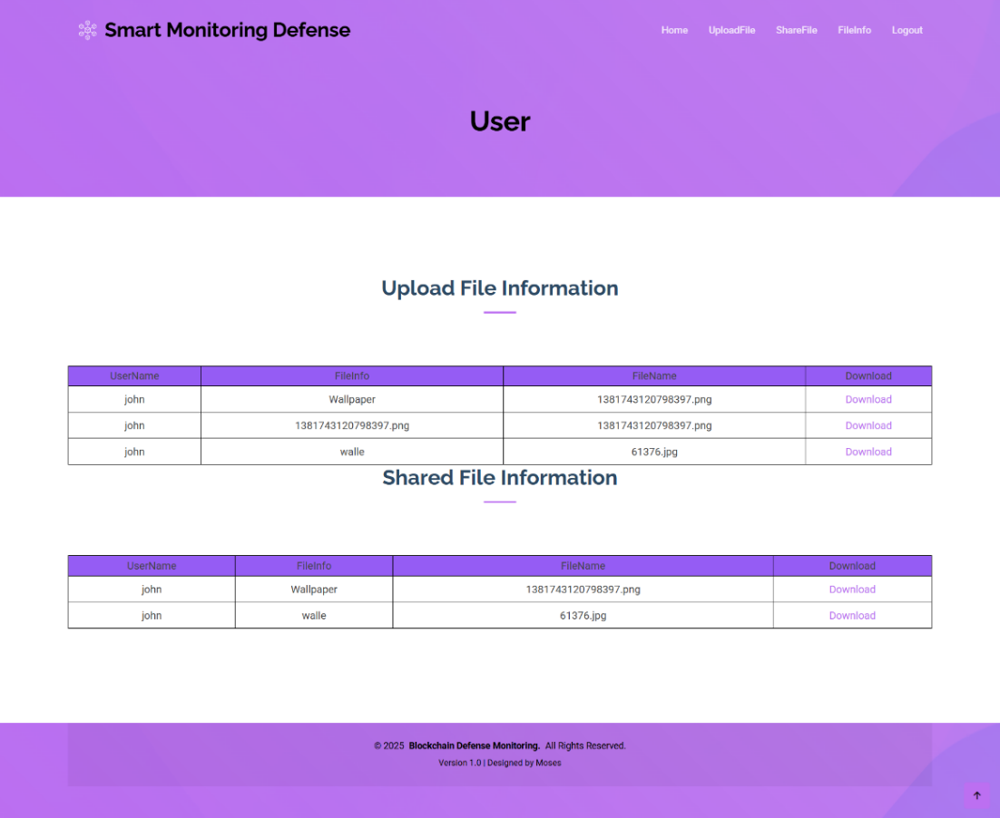 Smart Monitoring Defense
Home UploadFile ShareFile FileInfo Logout
User
Upload File Information
UserName FileInfo FileName Download
john Wallpaper 1381743120798397.png Download
john 1381743120798397.png 1381743120798397.png Download
john walle 61376.jpg Download
Shared File Information
UserName FileInfo FileName Download
john Wallpaper 1381743120798397.png Download
john walle 61376.jpg Download
© 2025 Blockchain Defense Monitoring. All Rights Reserved.
Version 1.0 | Designed by Moses